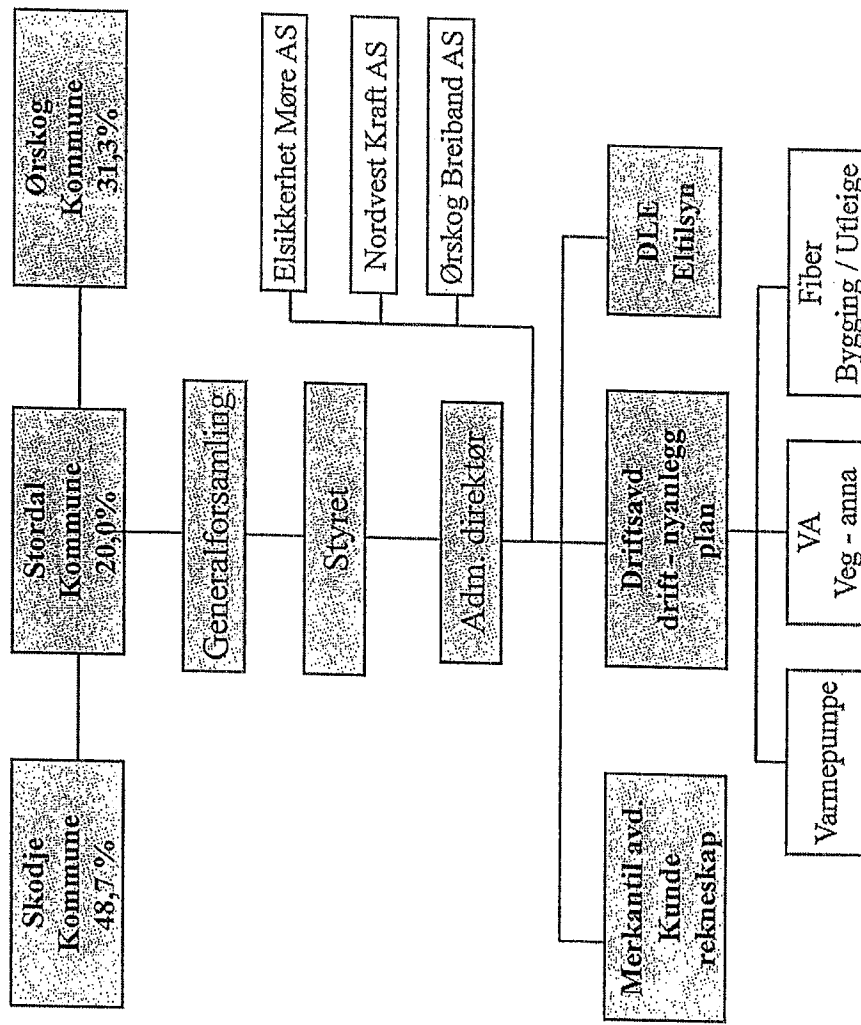 Skodje
Kommune
48,7 %
Stordal
Kommune
20,0%
Ørskog
Kommune
31,3%
Generalforsamling
Styret
Adm. direktør
Elsikkerhet Møre AS
Nordvest Kraft AS
Ørskog Breiband AS
Merkantil avd.
Kunde
rekneskap
Driftsavd
drift – nyanlegg
plan
DLE
Eltilsyn
Varmepumpe
VA
Veg - anna
Fiber
Bygging / Utleige